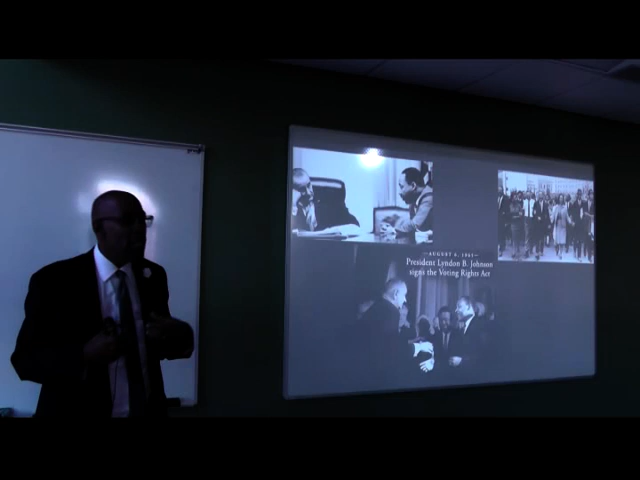 —AUGUST 6, 1965—
President Lyndon B. Johnson
signs the Voting Rights Act